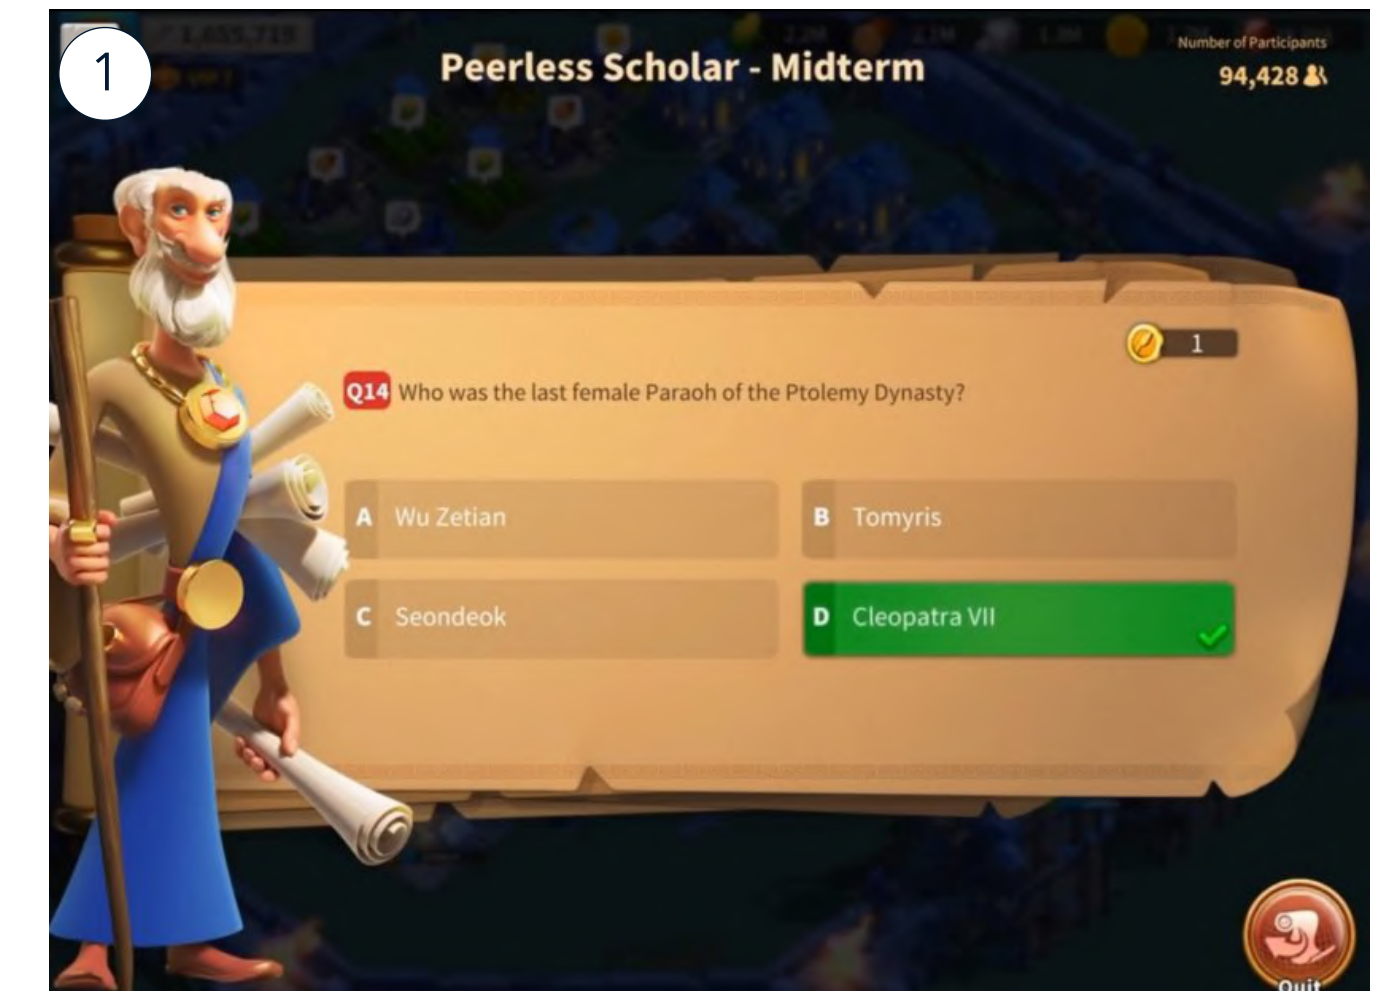 1
Peerless Scholar - Midterm
Number of Participants
94,428
1
Q14 Who was the last female Paraoh of the Ptolemy Dynasty?
A Wu Zetian
B Tomyris
C Seondeok
D Cleopatra VII
Quit